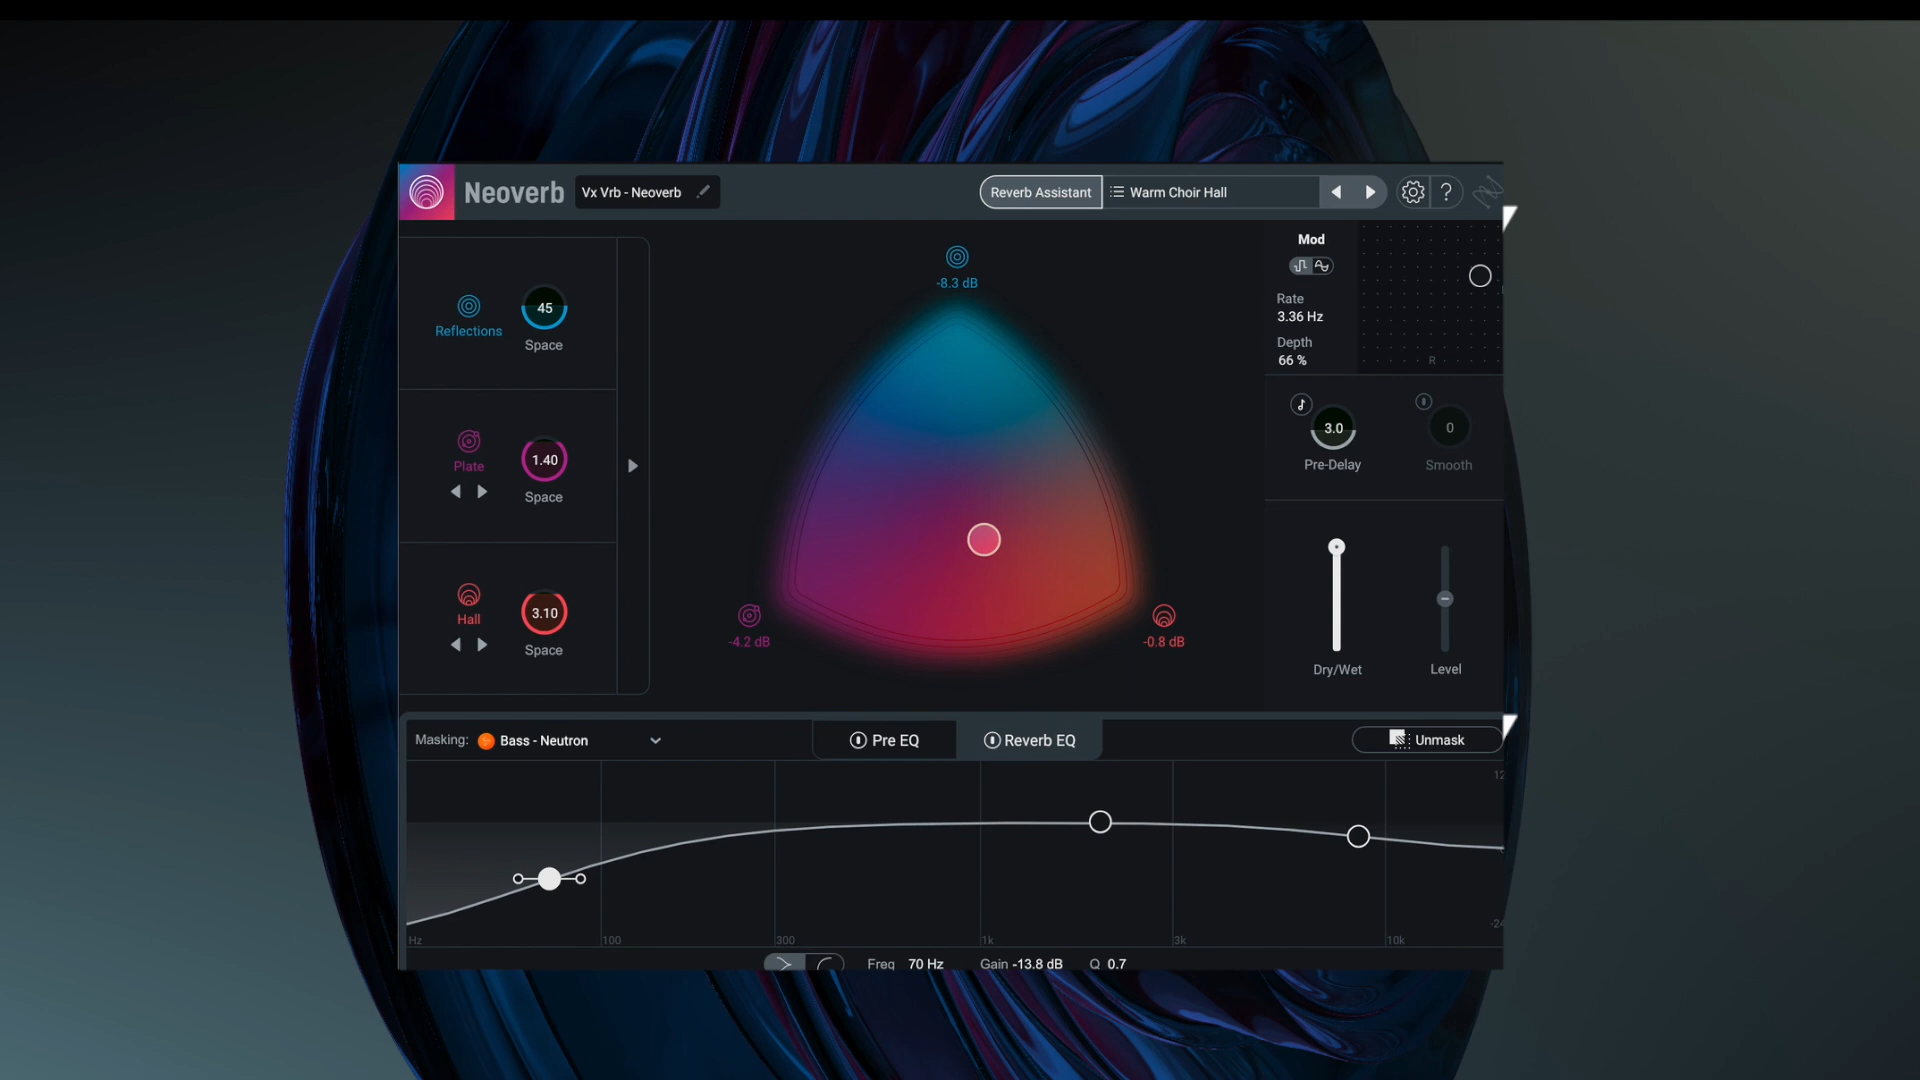 Neoverb
Vx Vrb - Neoverb
Reverb Assistant
Warm Choir Hall
?
Reflections
45
Space
Plate
1.40
Space
Hall
3.10
Space
-8.3 dB
-4.2 dB
-0.8 dB
Mod
Rate
3.36 Hz
Depth
66 %
R
3.0
Pre-Delay
0
Smooth
Dry/Wet
Level
Masking: Bass - Neutron
Pre EQ
Reverb EQ
Unmask
12
-24
Hz 100 300 1k 3k 10k
Freq 70 Hz Gain -13.8 dB Q 0.7